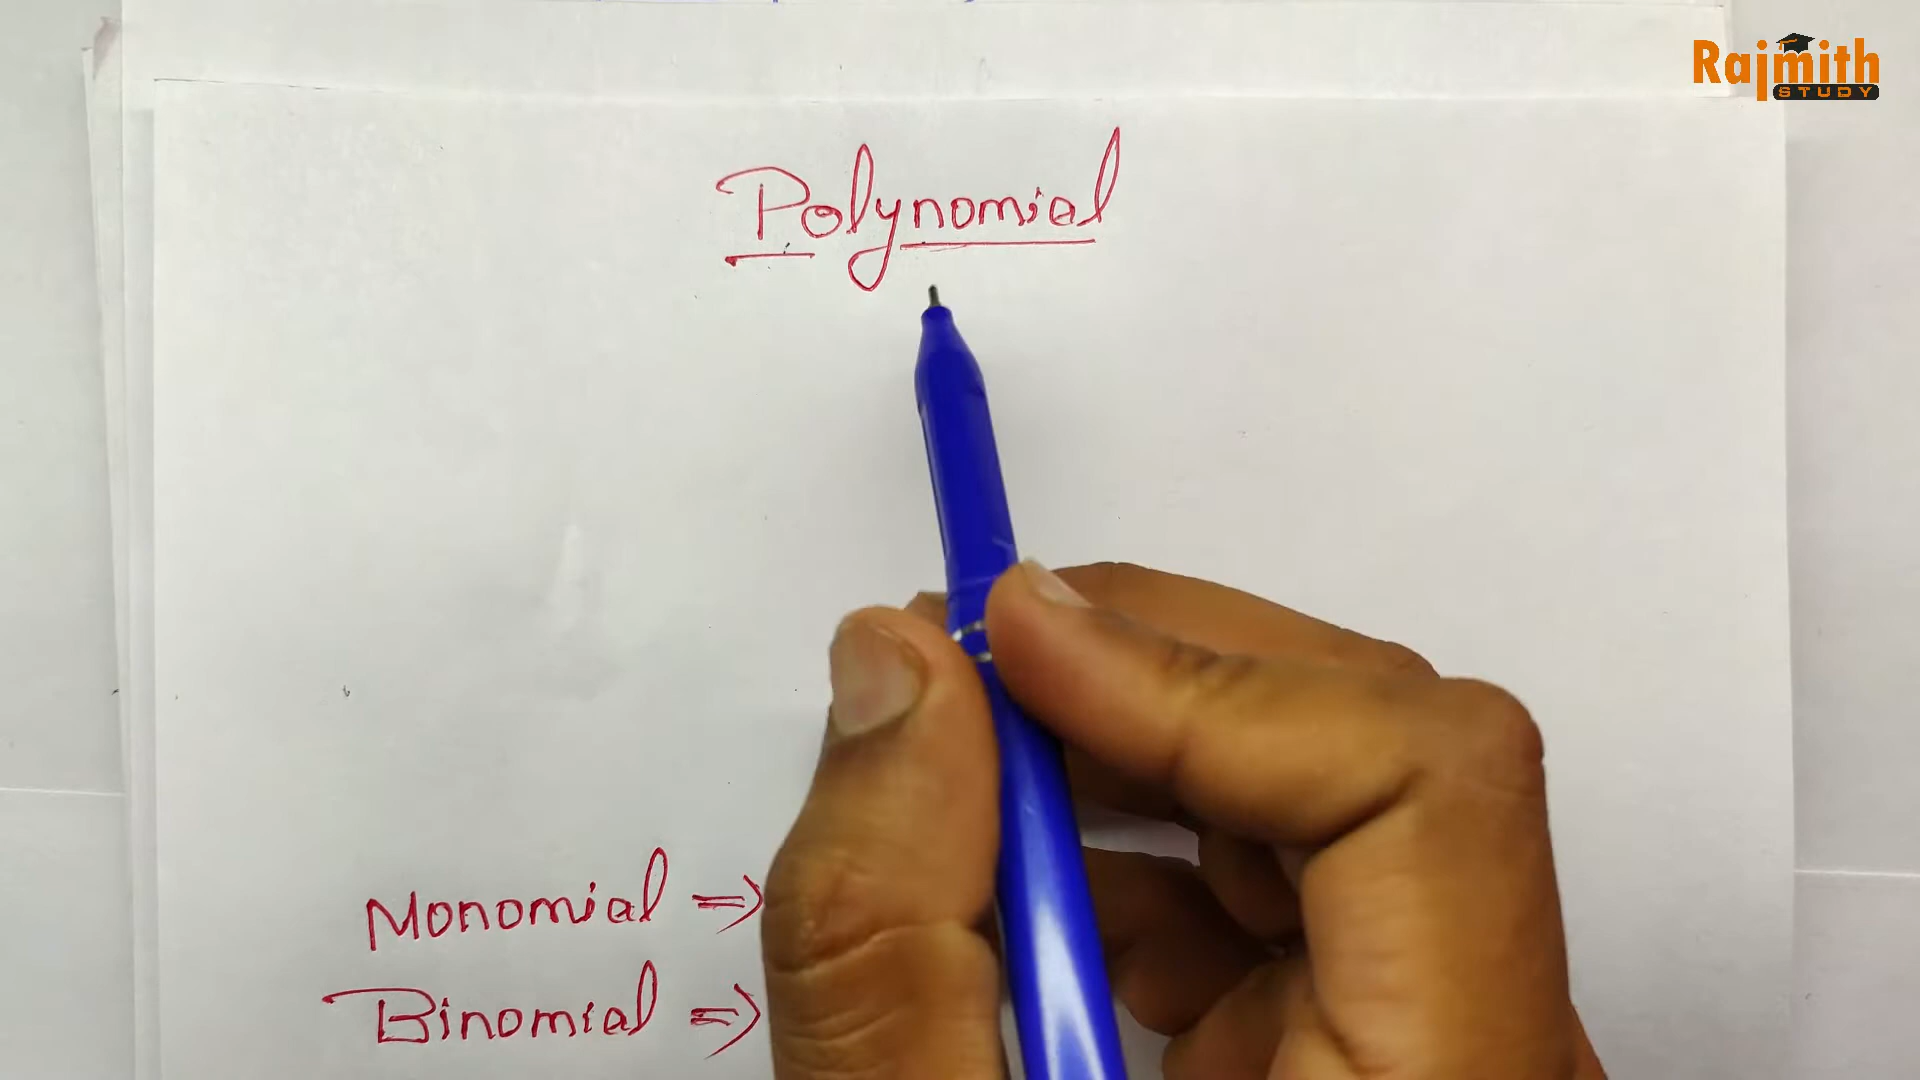 Rajmith
STUDY
Polynomial
Monomial =>
Binomial =>